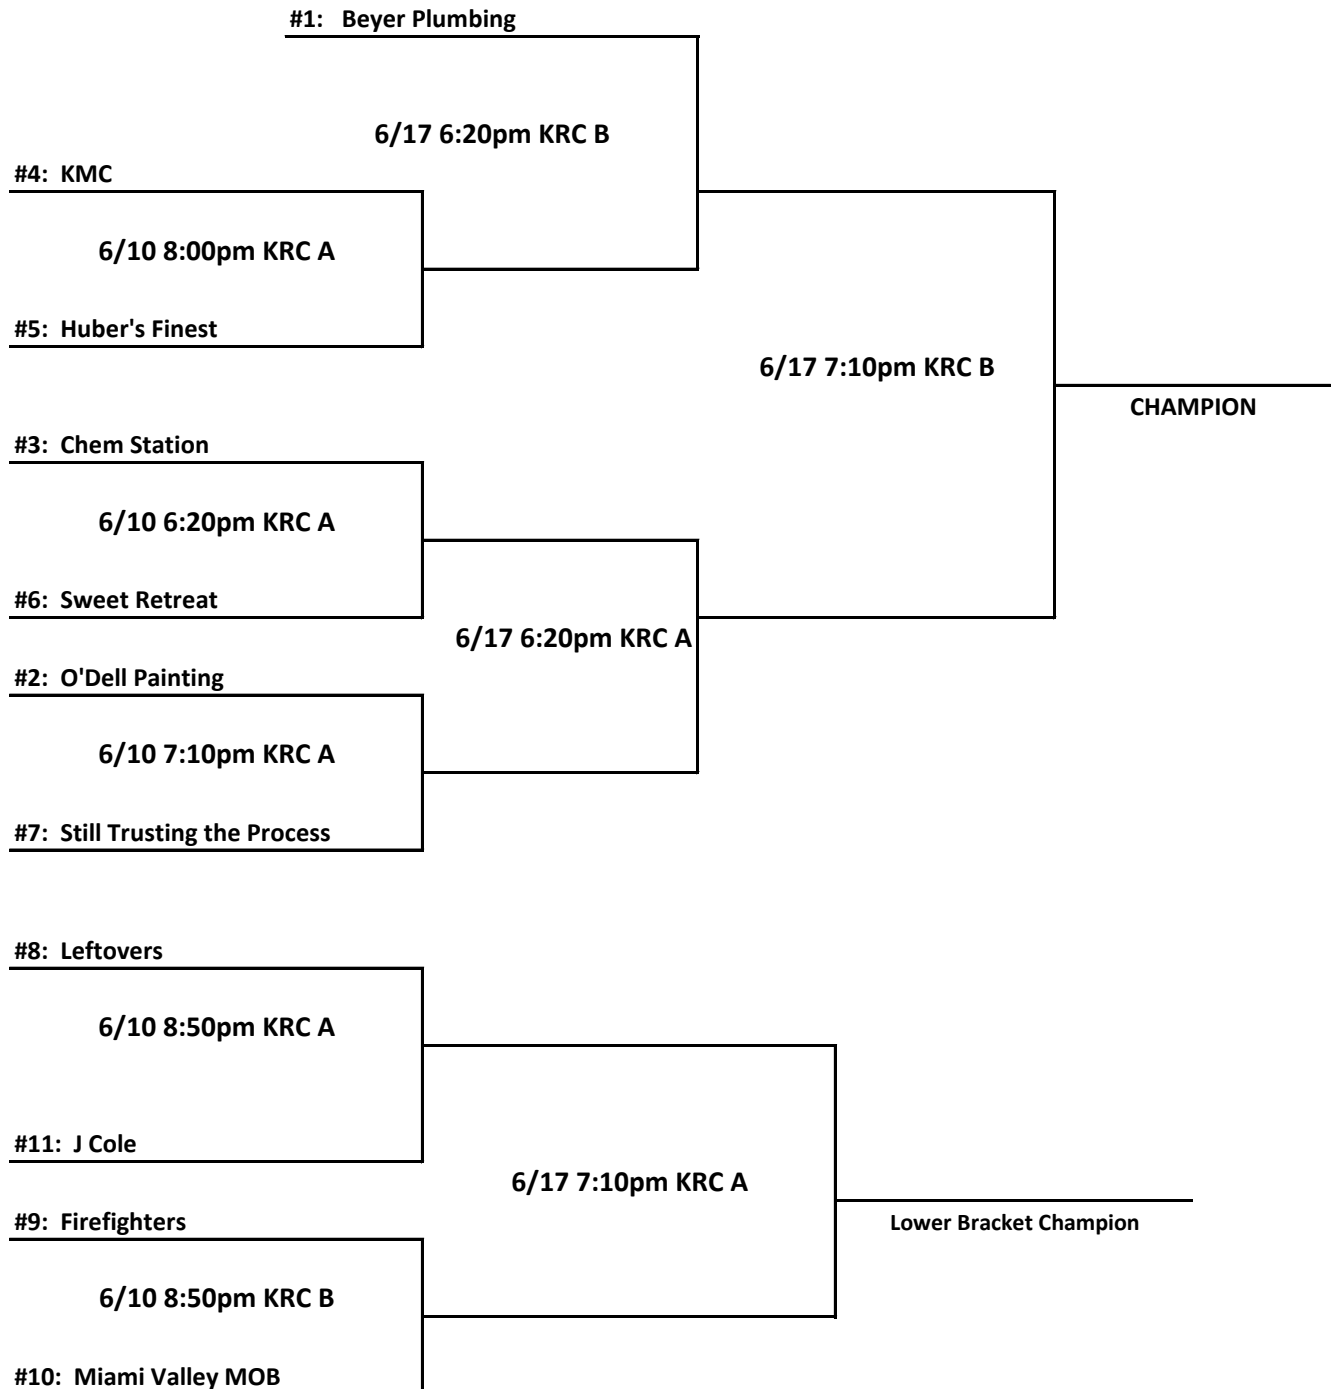 #1:   Beyer Plumbing
6/17 6:20pm KRC B
#4:  KMC
6/10 8:00pm KRC A
#5:  Huber's Finest
6/17 7:10pm KRC B
CHAMPION
#3:  Chem Station
6/10 6:20pm KRC A
#6:  Sweet Retreat
6/17 6:20pm KRC A
#2:  O'Dell Painting
6/10 7:10pm KRC A
#7:  Still Trusting the Process
#8:  Leftovers
6/10 8:50pm KRC A
#11:  J Cole
6/17 7:10pm KRC A
#9:  Firefighters
Lower Bracket Champion
6/10 8:50pm KRC B
#10:  Miami Valley MOB